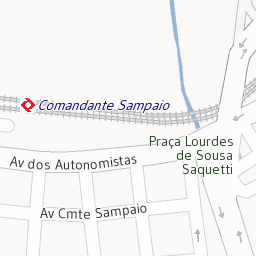 Comandante Sampaio
Praça Lourdes
de Sousa
Saquetti
Av dos Autonomistas
Av Cmte Sampaio